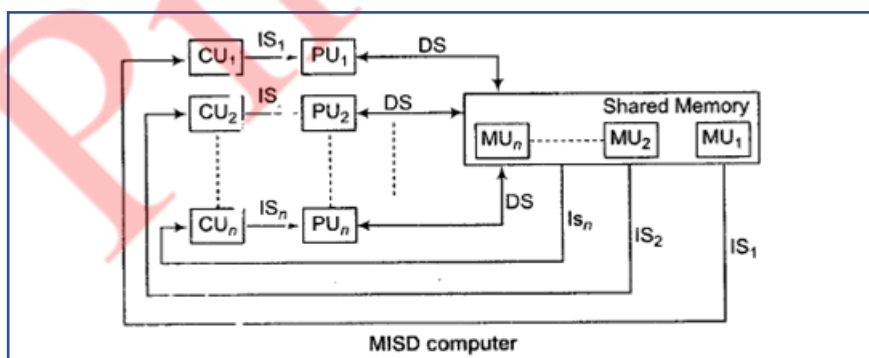 IS₁
CU₁ PU₁ DS
IS
CU₂ PU₂ DS
Shared Memory
MUₙ MU₂ MU₁
ISₙ
CUₙ PUₙ DS
Isₙ IS₂ IS₁
MISD computer